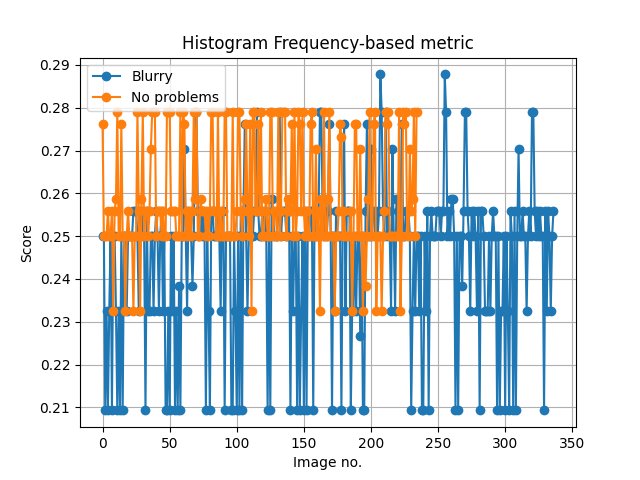 Histogram Frequency-based metric
0.29
0.28
0.27
0.26
0.25
0.24
0.23
0.22
0.21
Score
Blurry
No problems
0 50 100 150 200 250 300 350
Image no.